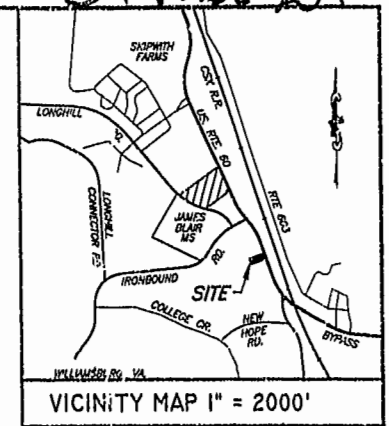 SKIPWITH
FARMS
LONGHILL
RD.
CSX R.R.
US. RTE 60
RTE 603
LONGHILL
CONNECTOR RD.
JAMES
BLAIR
MS
RD.
IRONBOUND
SITE
COLLEGE CR.
NEW
HOPE
RD.
BYPASS
WILLIAMSBURG VA.
VICINITY MAP 1" = 2000'